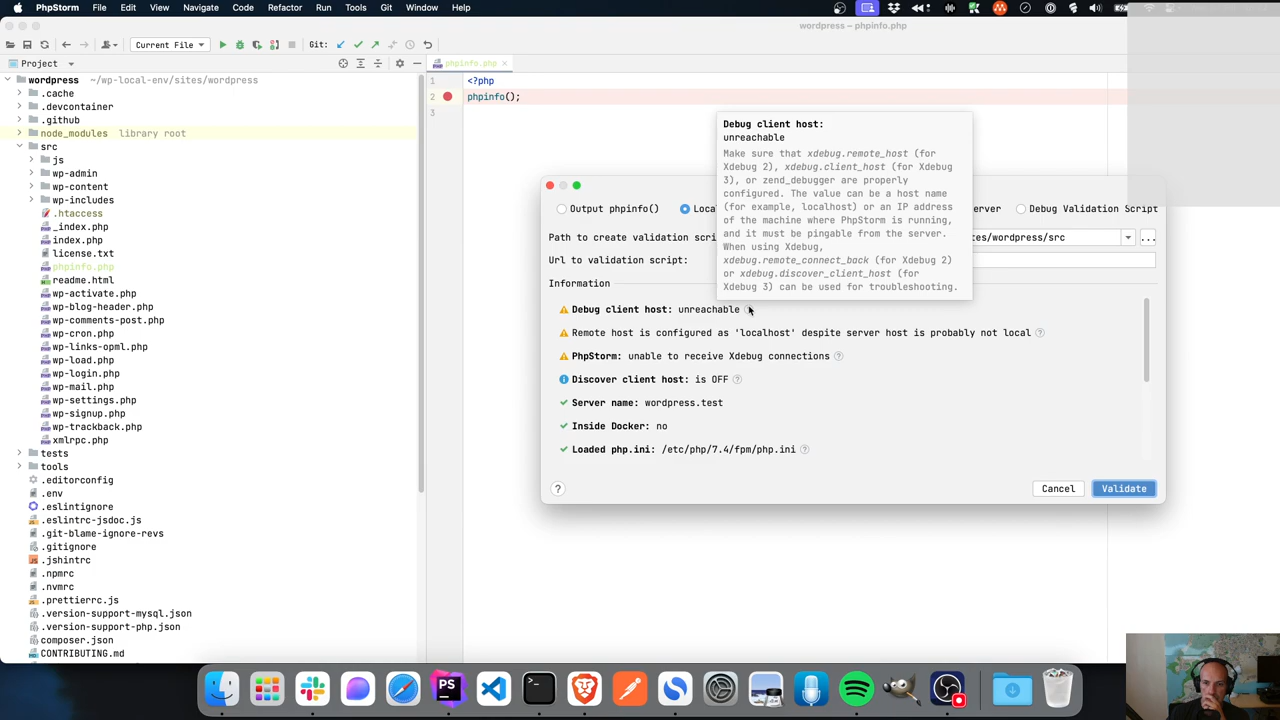 PhpStorm File Edit View Navigate Code Refactor Run Tools Git Window Help
wordpress – phpinfo.php
Current File
Git:
Project
phpinfo.php
wordpress ~/wp-local-env/sites/wordpress
.cache
.devcontainer
.github
node_modules library root
src
js
wp-admin
wp-content
wp-includes
.htaccess
_index.php
index.php
license.txt
phpinfo.php
readme.html
wp-activate.php
wp-blog-header.php
wp-comments-post.php
wp-cron.php
wp-links-opml.php
wp-load.php
wp-login.php
wp-mail.php
wp-settings.php
wp-signup.php
wp-trackback.php
xmlrpc.php
tests
tools
.editorconfig
.env
.eslintignore
.eslintrc-jsdoc.js
.git-blame-ignore-revs
.gitignore
.jshintrc
.npmrc
.nvmrc
.prettierrc.js
.version-support-mysql.json
.version-support-php.json
composer.json
CONTRIBUTING.md
1 <?php
2 phpinfo();
3
Debug client host:
unreachable
Make sure that xdebug.remote_host (for
Xdebug 2), xdebug.client_host (for Xdebug
3), or zend_debugger are properly
configured. The value can be a host name
(for example, localhost) or an IP address
of the machine where PhpStorm is running,
and it must be pingable from the server.
When using Xdebug,
xdebug.remote_connect_back (for Xdebug 2)
or xdebug.discover_client_host (for
Xdebug 3) can be used for troubleshooting.
Output phpinfo() Loca erver Debug Validation Script
Path to create validation scri tes/wordpress/src ...
Url to validation script:
Information
Debug client host: unreachable
Remote host is configured as 'localhost' despite server host is probably not local ?
PhpStorm: unable to receive Xdebug connections ?
Discover client host: is OFF ?
Server name: wordpress.test
Inside Docker: no
Loaded php.ini: /etc/php/7.4/fpm/php.ini ?
? Cancel Validate
PS